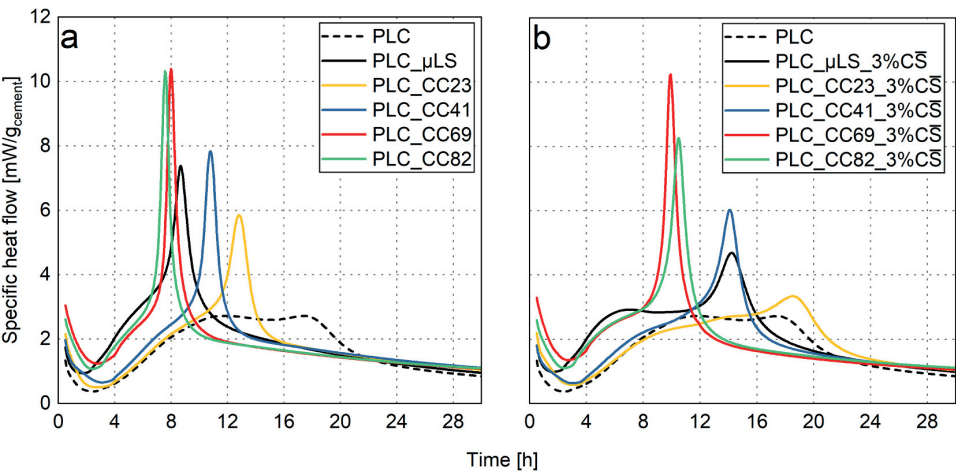 12
10
8
6
4
2
0
Specific heat flow [mW/g_cement]
a
PLC
PLC_µLS
PLC_CC23
PLC_CC41
PLC_CC69
PLC_CC82
0 4 8 12 16 20 24 28
b
PLC
PLC_µLS_3%CS̅
PLC_CC23_3%CS̅
PLC_CC41_3%CS̅
PLC_CC69_3%CS̅
PLC_CC82_3%CS̅
0 4 8 12 16 20 24 28
Time [h]